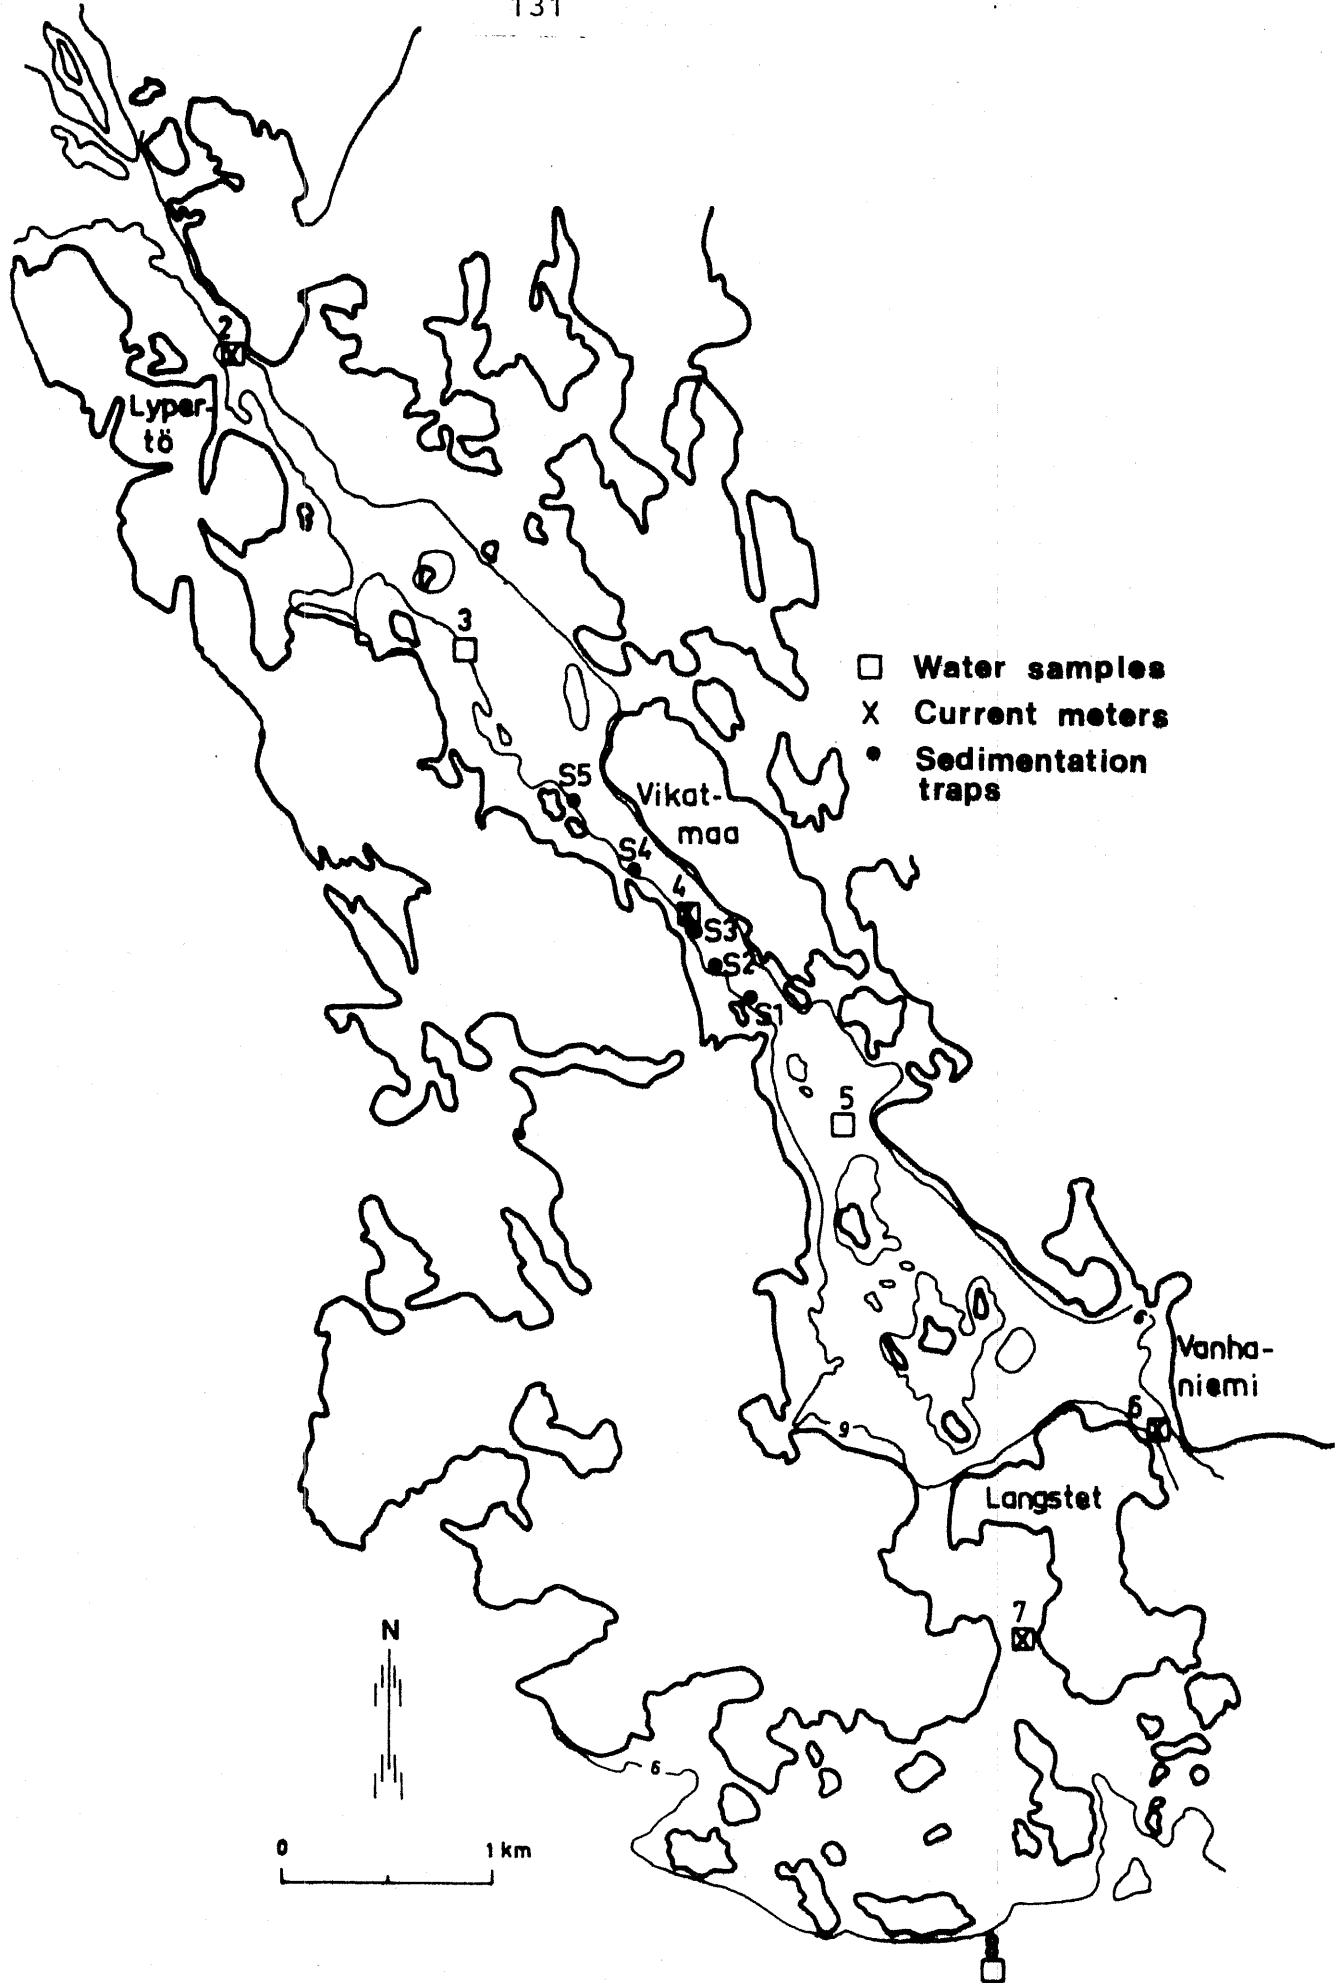 131
2
Lyper-
tö
3
□ Water samples
X Current meters
● Sedimentation
traps
S5
Vikat-
maa
S4
4
S3
S2
S1
5
Vanha-
niemi
6
9
Langstet
7
N
6
0 1 km